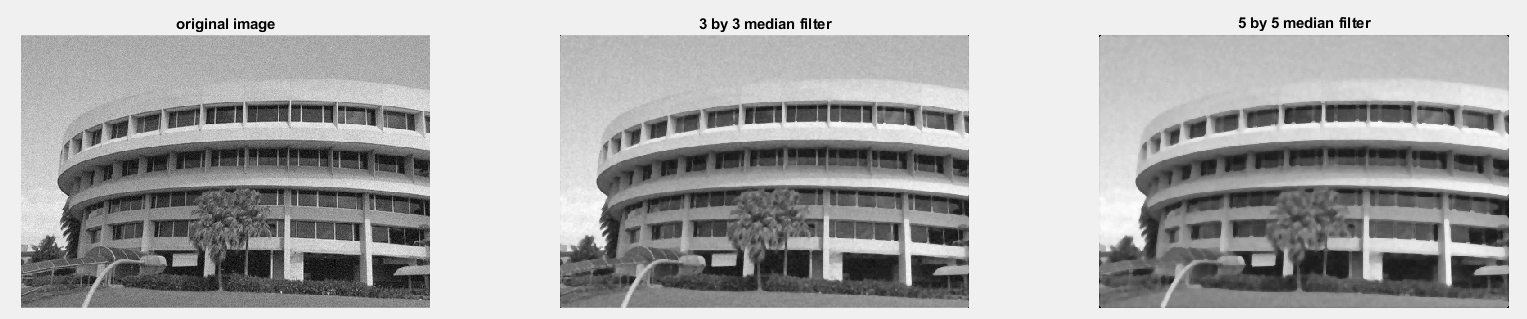 original image
3 by 3 median filter
5 by 5 median filter